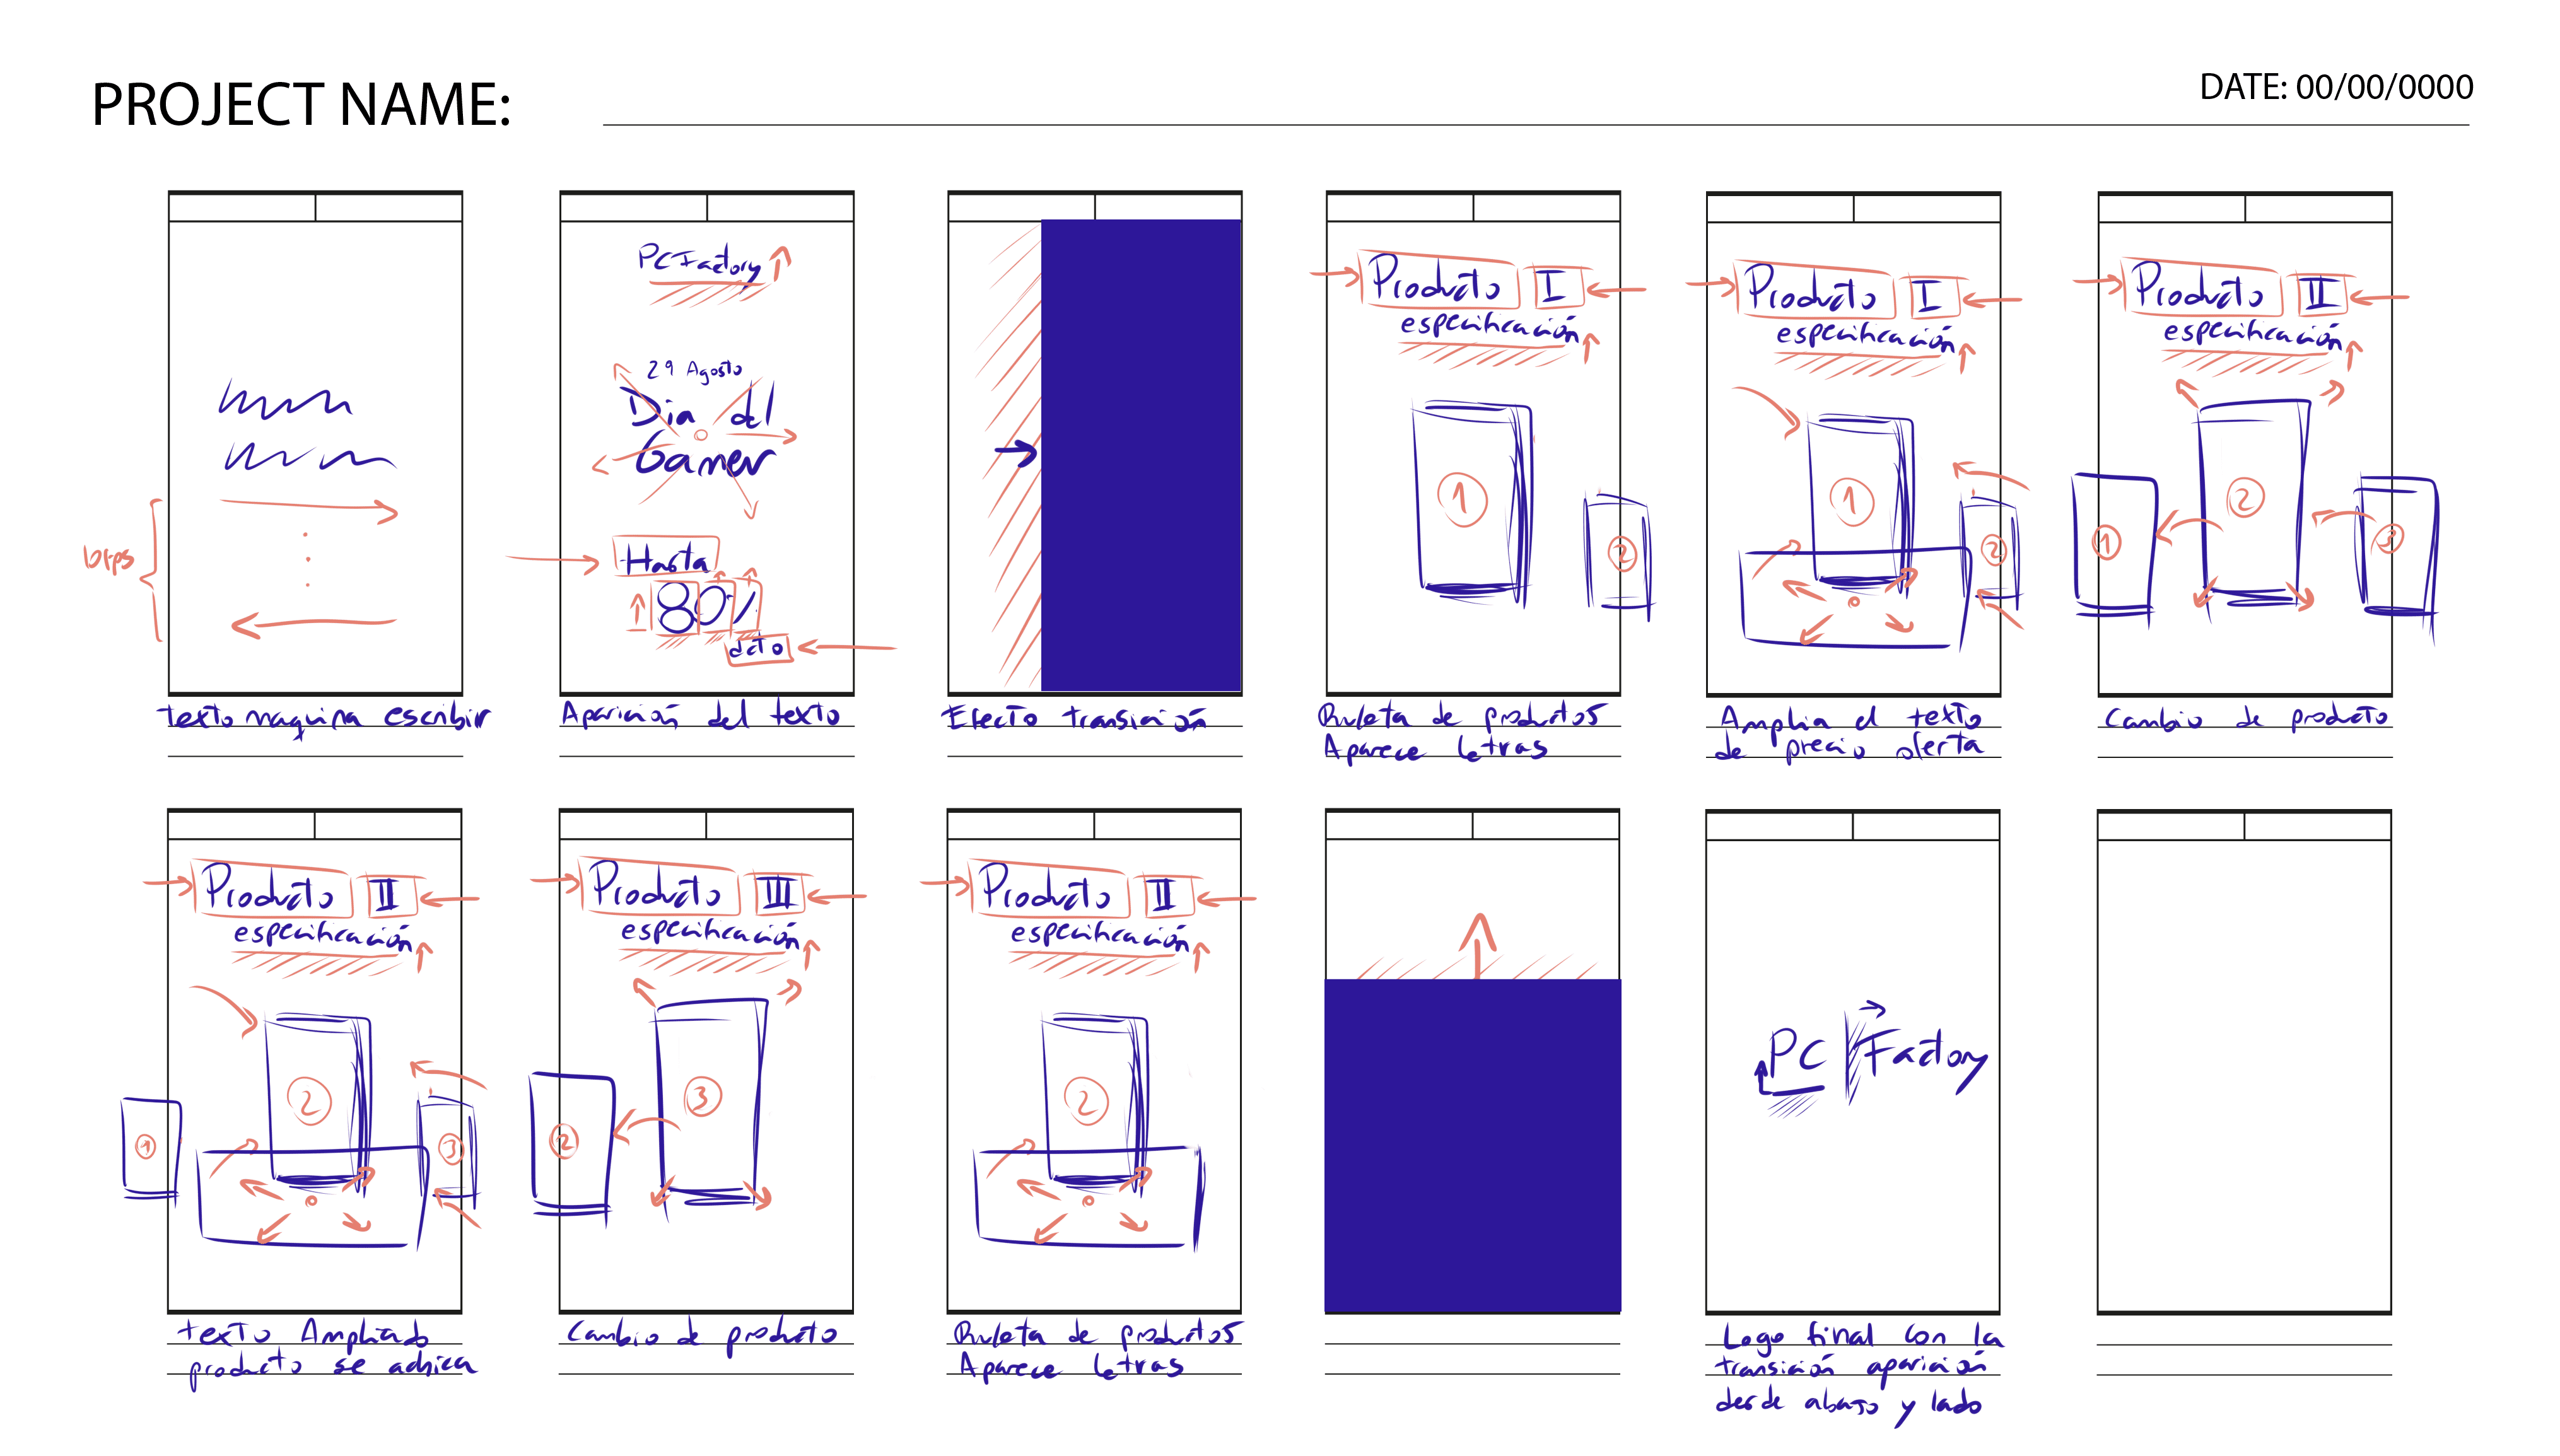 PROJECT NAME:
DATE: 00/00/0000
10fps
texto maquina escribir
PC Factory
29 Agosto
Dia del
Gamer
Hasta
80%
dcto
Aparición del texto
Efecto transición
Producto I
especificación
1
2
Ruleta de productos
Aparece letras
Producto I
especificación
1
2
Amplia el texto
de precio oferta
Producto II
especificación
1
2
3
Cambio de producto
Producto II
especificación
1
2
3
texto Ampliado
producto se achica
Producto III
especificación
2
3
Cambio de producto
Producto II
especificación
2
Ruleta de productos
Aparece letras
PC Factory
Logo final con la
transición aparición
desde abajo y lado